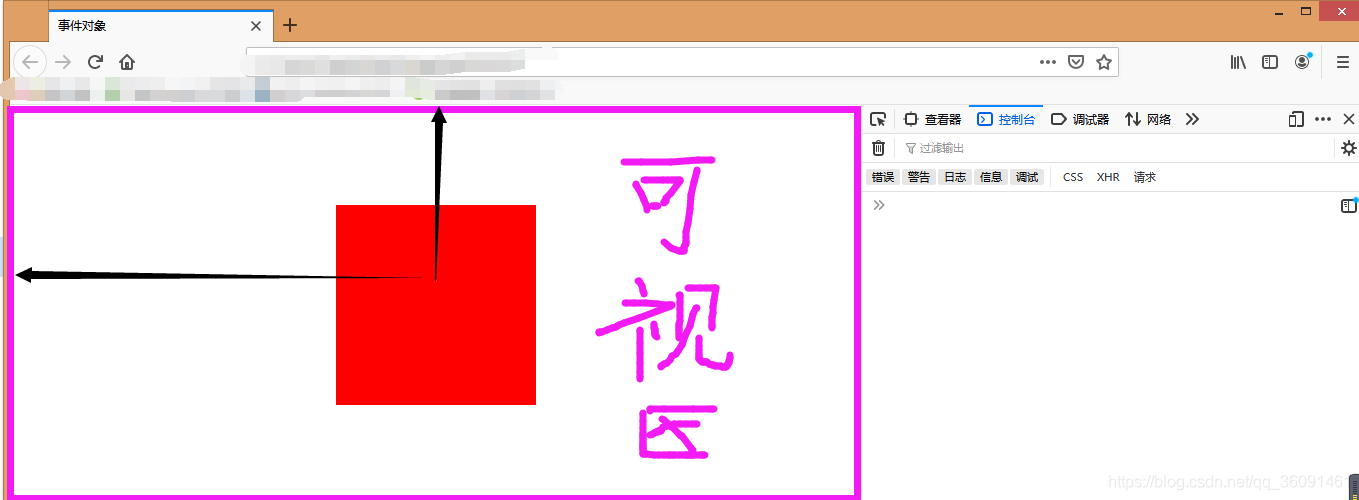 事件对象
查看器 控制台 调试器 网络
过滤输出
错误 警告 日志 信息 调试 CSS XHR 请求
可视区
https://blog.csdn.net/qq_3609146